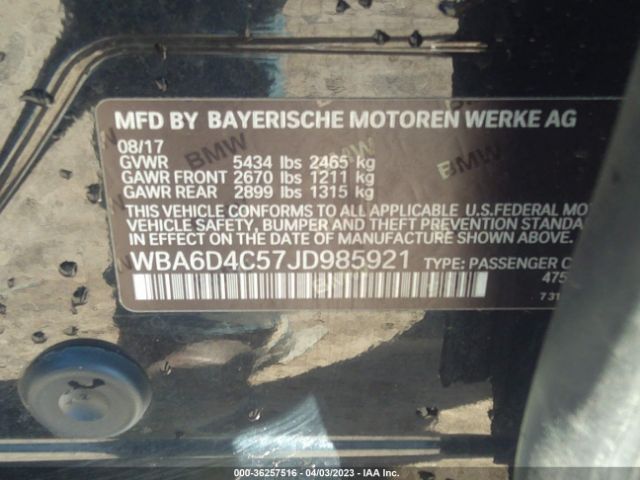 MFD BY BAYERISCHE MOTOREN WERKE AG
08/17
GVWR 5434 lbs 2465 kg
GAWR FRONT 2670 lbs 1211 kg
GAWR REAR 2899 lbs 1315 kg
THIS VEHICLE CONFORMS TO ALL APPLICABLE U.S.FEDERAL MO
VEHICLE SAFETY, BUMPER AND THEFT PREVENTION STANDA
IN EFFECT ON THE DATE OF MANUFACTURE SHOWN ABOVE.
WBA6D4C57JD985921 TYPE: PASSENGER C
475
731
BMW
BMW
BMW
000-36257516 - 04/03/2023 - IAA Inc.